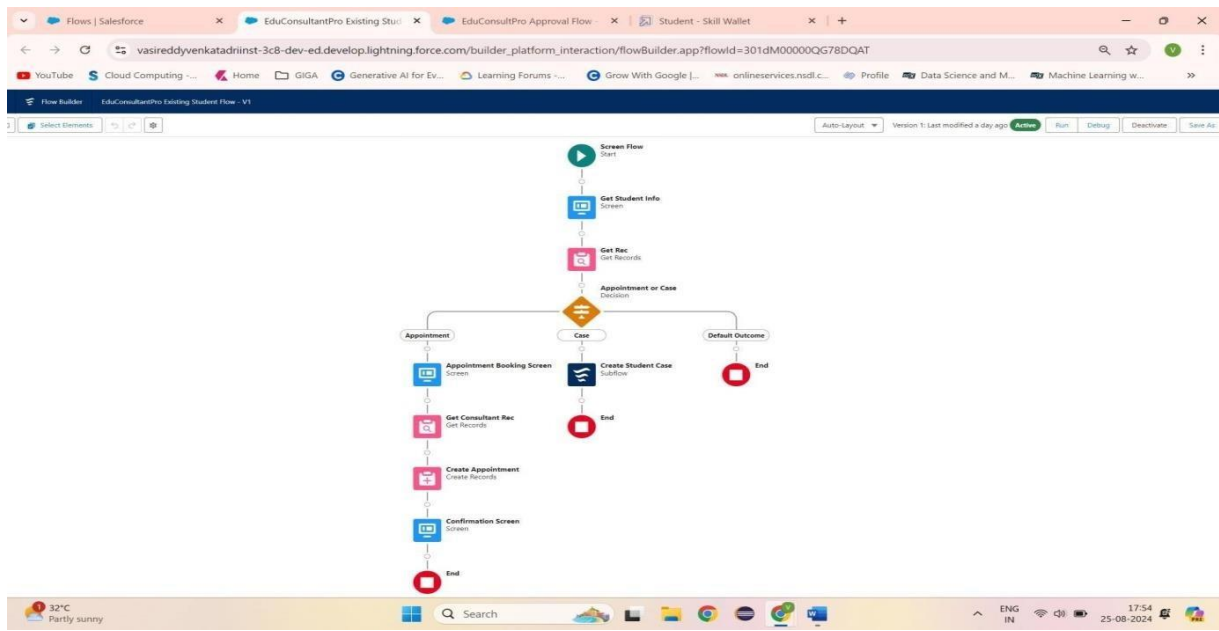 Flows | Salesforce
EduConsultantPro Existing Stud
EduConsultPro Approval Flow -
Student - Skill Wallet
vasireddyvenkatadriinst-3c8-dev-ed.develop.lightning.force.com/builder_platform_interaction/flowBuilder.app?flowId=301dM00000QG78DQAT
V
YouTube
Cloud Computing -...
Home
GIGA
Generative AI for Ev...
Learning Forums -...
Grow With Google |...
onlineservices.nsdl.c...
Profile
Data Science and M...
Machine Learning w...
Flow Builder
EduConsultantPro Existing Student Flow - V1
Select Elements
Auto-Layout
Version 1: Last modified a day ago
Active
Run
Debug
Deactivate
Save As
Screen Flow
Start
Get Student Info
Screen
Get Rec
Get Records
Appointment or Case
Decision
Appointment
Case
Default Outcome
Appointment Booking Screen
Screen
Create Student Case
Subflow
End
Get Consultant Rec
Get Records
End
Create Appointment
Create Records
Confirmation Screen
Screen
End
1
32°C
Partly sunny
Search
ENG
IN
17:54
25-08-2024